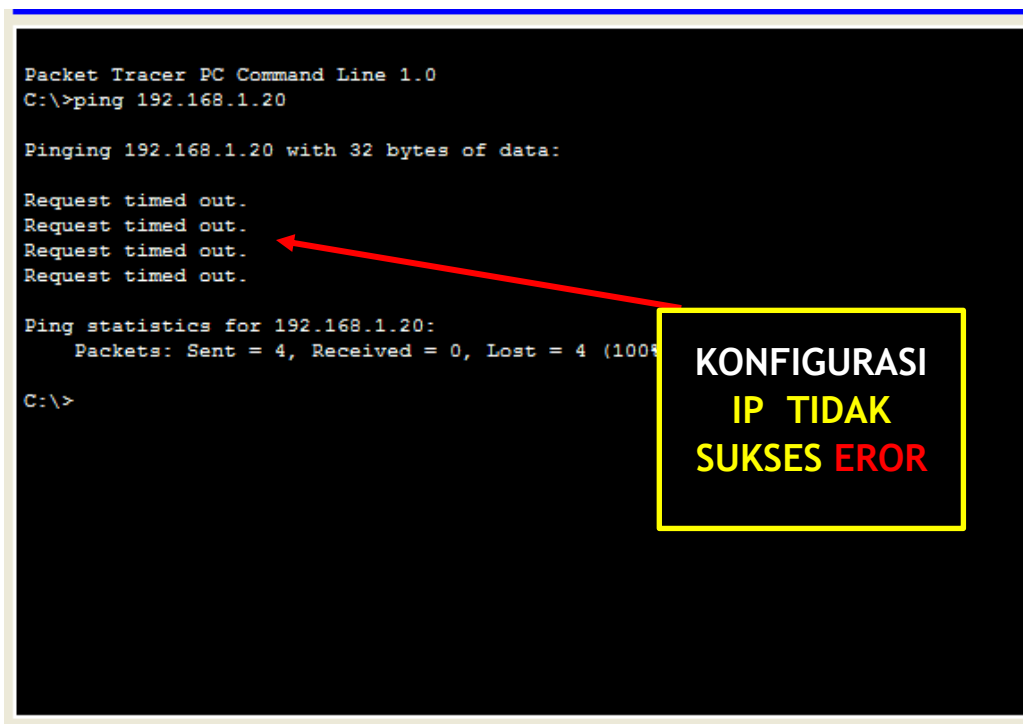 Packet Tracer PC Command Line 1.0
C:\>ping 192.168.1.20
Pinging 192.168.1.20 with 32 bytes of data:
Request timed out.
Request timed out.
Request timed out.
Request timed out.
Ping statistics for 192.168.1.20:
Packets: Sent = 4, Received = 0, Lost = 4 (100%
C:\>
KONFIGURASI
IP TIDAK
SUKSES EROR